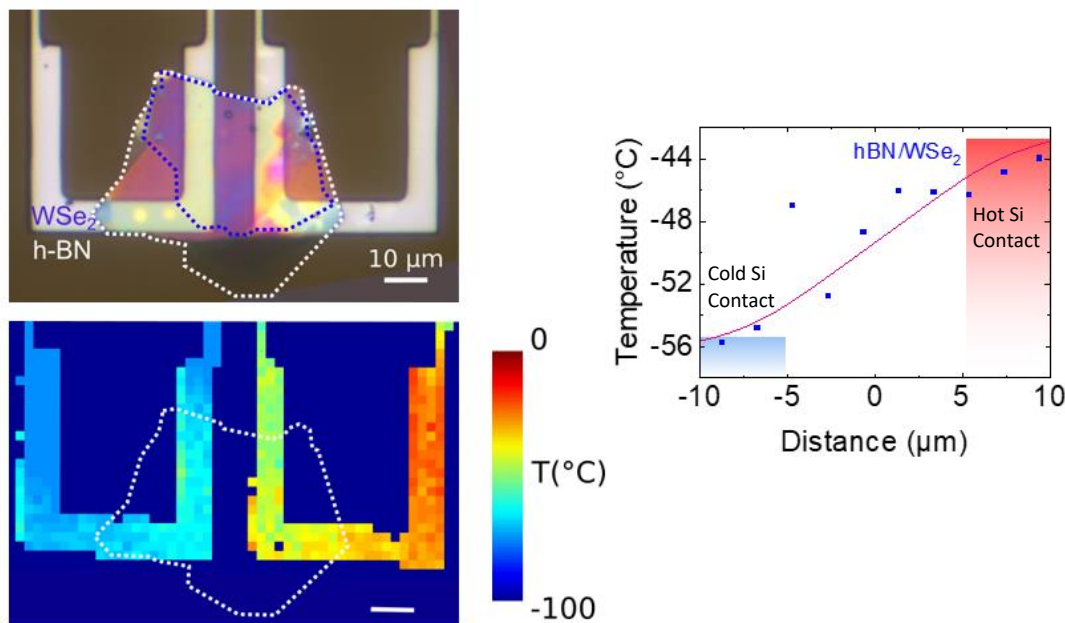 WSe₂
h-BN
10 μm
0
T(°C)
-100
Temperature (°C)
-44
-48
-52
-56
hBN/WSe₂
Hot Si
Contact
Cold Si
Contact
-10 -5 0 5 10
Distance (μm)